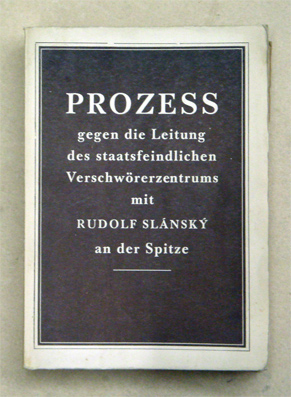 PROZESS
gegen die Leitung
des staatsfeindlichen
Verschwörerzentrums
mit
RUDOLF SLÁNSKÝ
an der Spitze